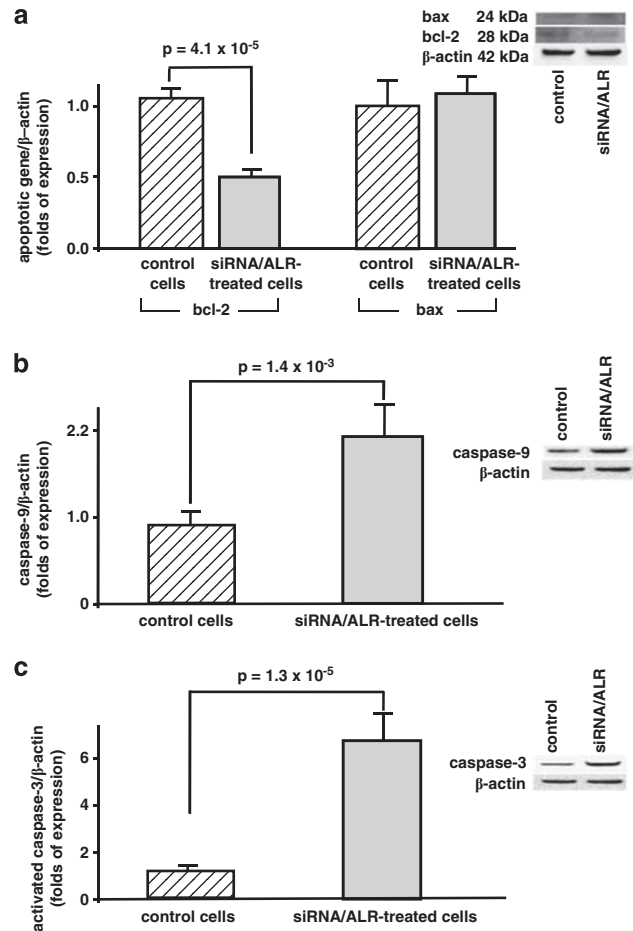 a
bax 24 kDa
bcl-2 28 kDa
β-actin 42 kDa
control
siRNA/ALR
p = 4.1 x 10-5
apoptotic gene/β–actin
(folds of expression)
1.0
0.5
0.0
control
cells
siRNA/ALR-
treated cells
control
cells
siRNA/ALR-
treated cells
bcl-2
bax
b
p = 1.4 x 10-3
control
siRNA/ALR
caspase-9
β-actin
caspase-9/β-actin
(folds of expression)
2.2
1.0
0
control cells
siRNA/ALR-treated cells
c
p = 1.3 x 10-5
control
siRNA/ALR
caspase-3
β-actin
activated caspase-3/β-actin
(folds of expression)
6
4
2
0
control cells
siRNA/ALR-treated cells